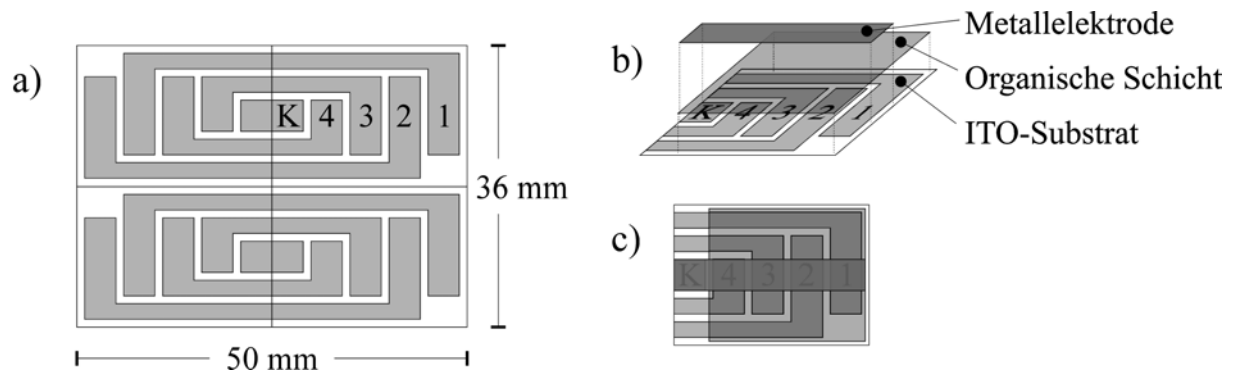 a)
K 4 3 2 1
36 mm
50 mm
b)
Metallelektrode
Organische Schicht
ITO-Substrat
K 4 3 2 1
c)
K 4 3 2 1